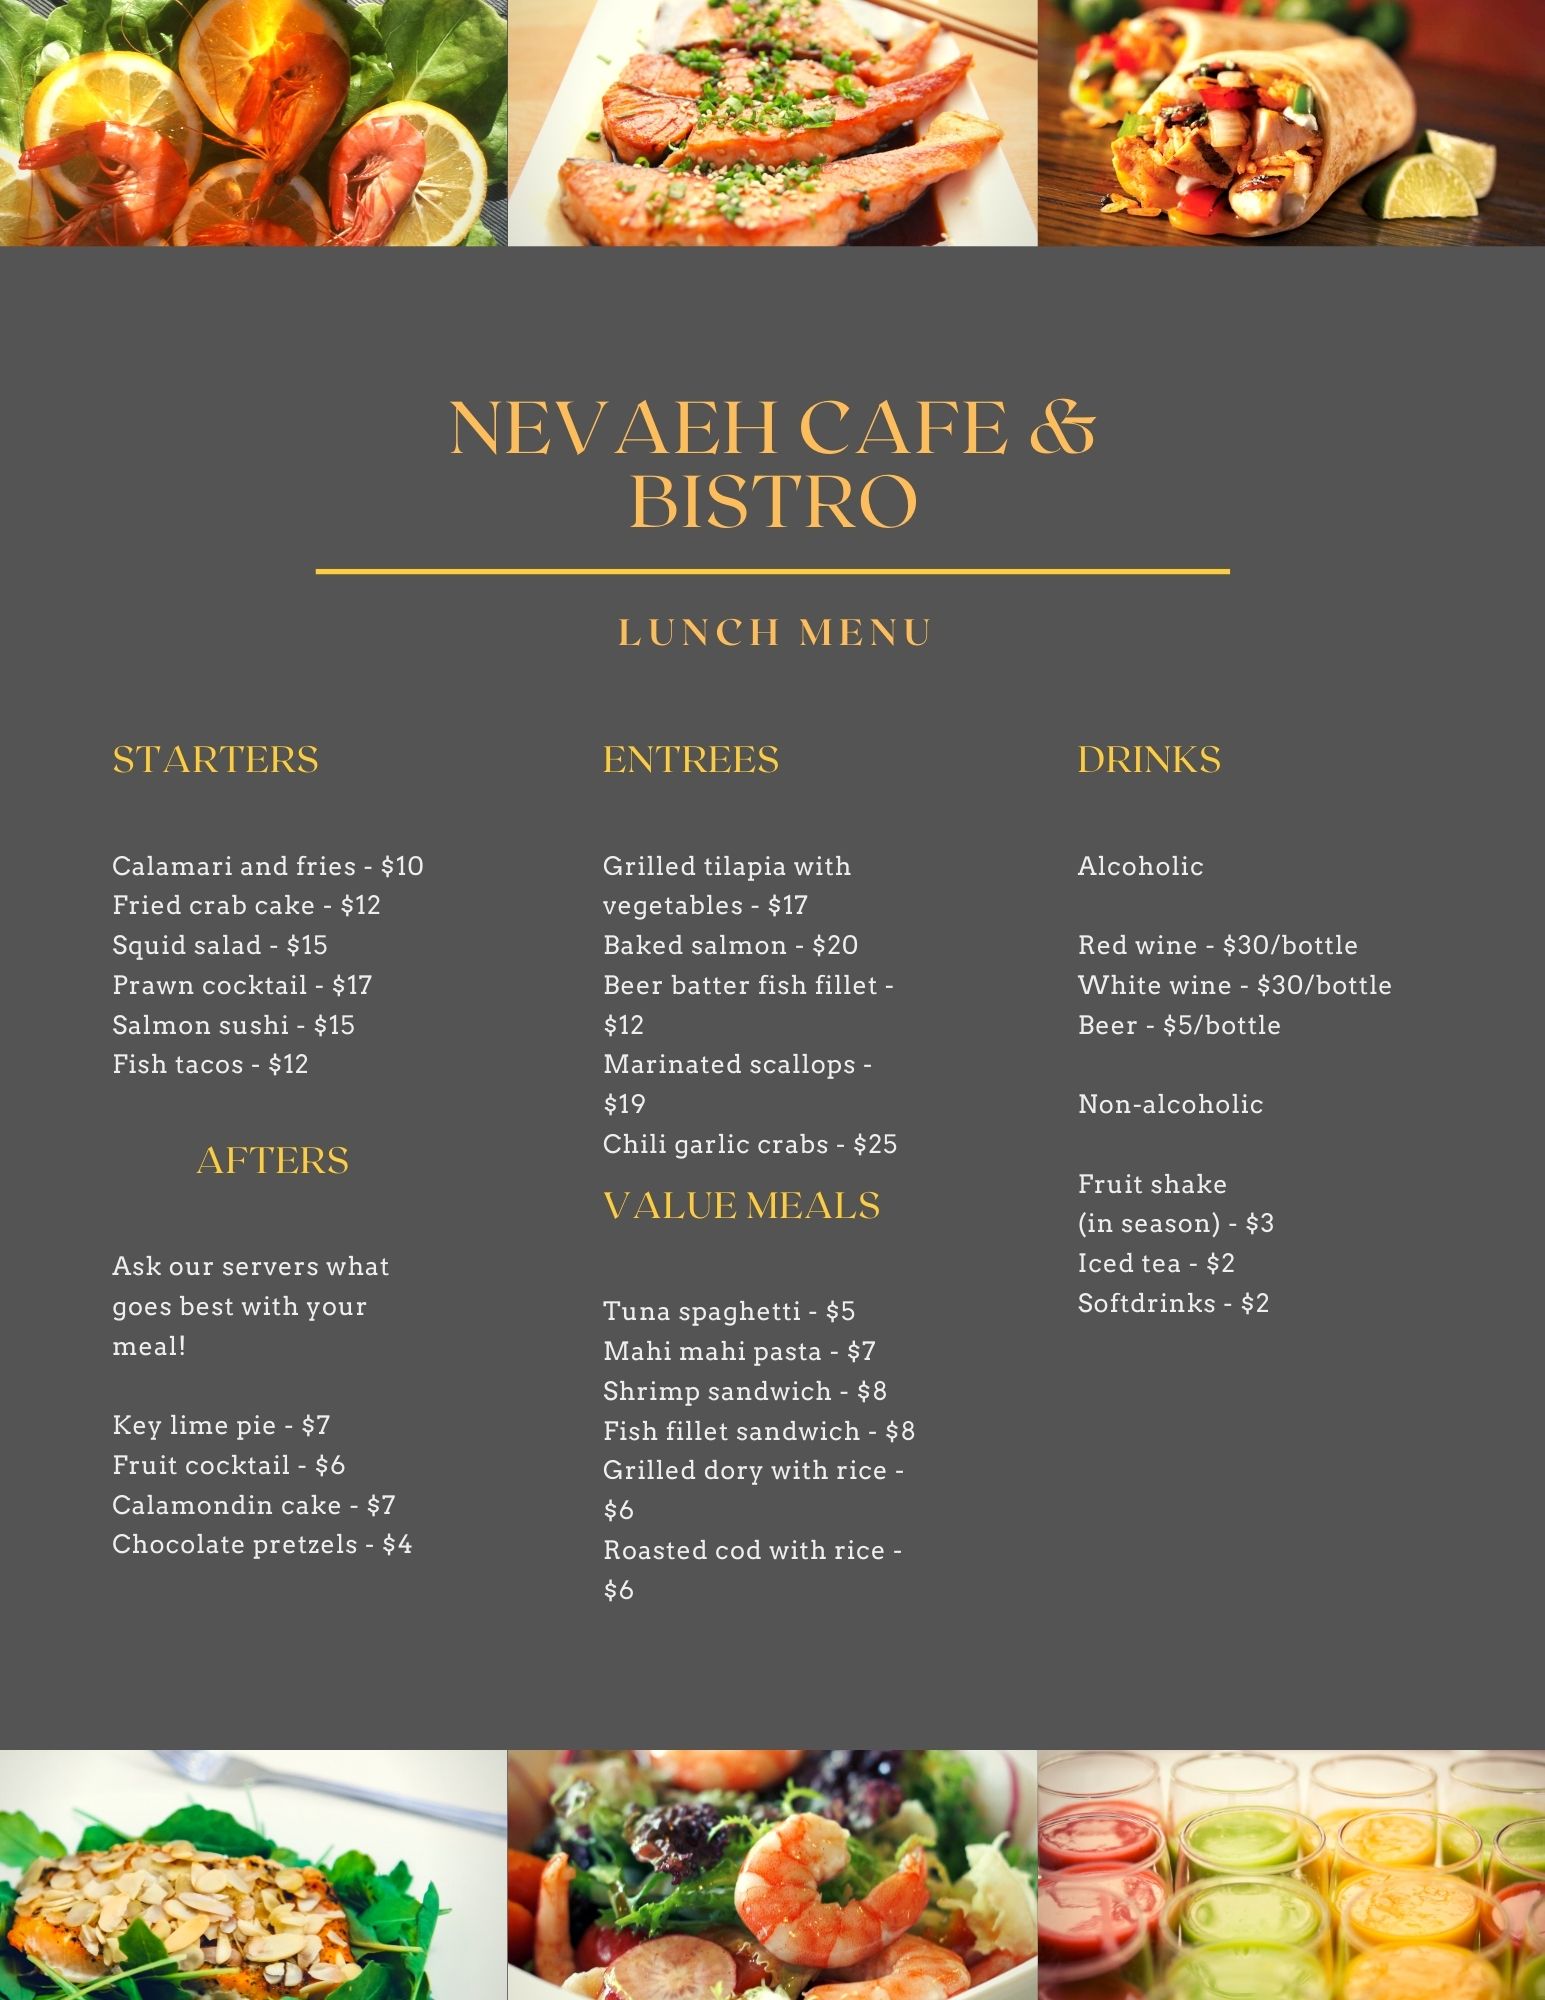 NEVAEH CAFE &
BISTRO
LUNCH MENU
STARTERS
Calamari and fries - $10
Fried crab cake - $12
Squid salad - $15
Prawn cocktail - $17
Salmon sushi - $15
Fish tacos - $12
AFTERS
Ask our servers what
goes best with your
meal!
Key lime pie - $7
Fruit cocktail - $6
Calamondin cake - $7
Chocolate pretzels - $4
ENTREES
Grilled tilapia with
vegetables - $17
Baked salmon - $20
Beer batter fish fillet -
$12
Marinated scallops -
$19
Chili garlic crabs - $25
VALUE MEALS
Tuna spaghetti - $5
Mahi mahi pasta - $7
Shrimp sandwich - $8
Fish fillet sandwich - $8
Grilled dory with rice -
$6
Roasted cod with rice -
$6
DRINKS
Alcoholic
Red wine - $30/bottle
White wine - $30/bottle
Beer - $5/bottle
Non-alcoholic
Fruit shake
(in season) - $3
Iced tea - $2
Softdrinks - $2